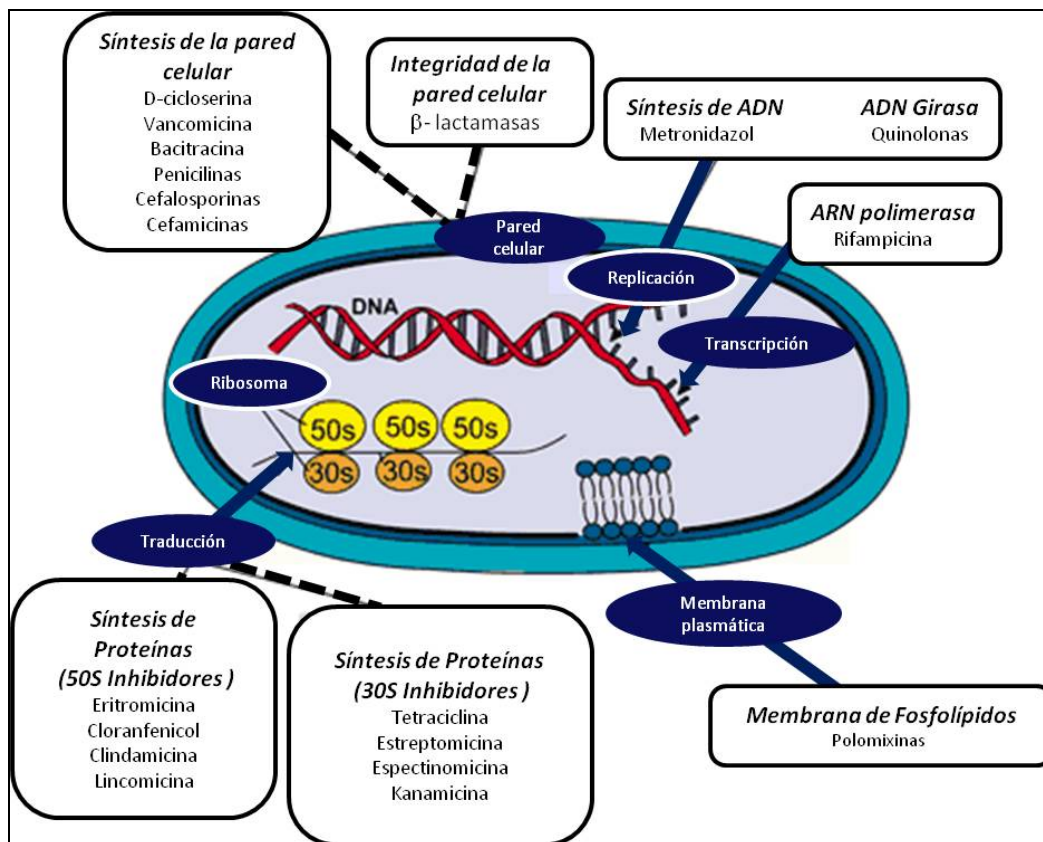 Síntesis de la pared
celular
D-cicloserina
Vancomicina
Bacitracina
Penicilinas
Cefalosporinas
Cefamicinas
Integridad de la
pared celular
β- lactamasas
Síntesis de ADN
Metronidazol
ADN Girasa
Quinolonas
ARN polimerasa
Rifampicina
Pared
celular
Replicación
DNA
Transcripción
Ribosoma
50s
50s
50s
30s
30s
30s
Traducción
Membrana
plasmática
Síntesis de
Proteínas
(50S Inhibidores )
Eritromicina
Cloranfenicol
Clindamicina
Lincomicina
Síntesis de Proteínas
(30S Inhibidores )
Tetraciclina
Estreptomicina
Espectinomicina
Kanamicina
Membrana de Fosfolípidos
Polomixinas